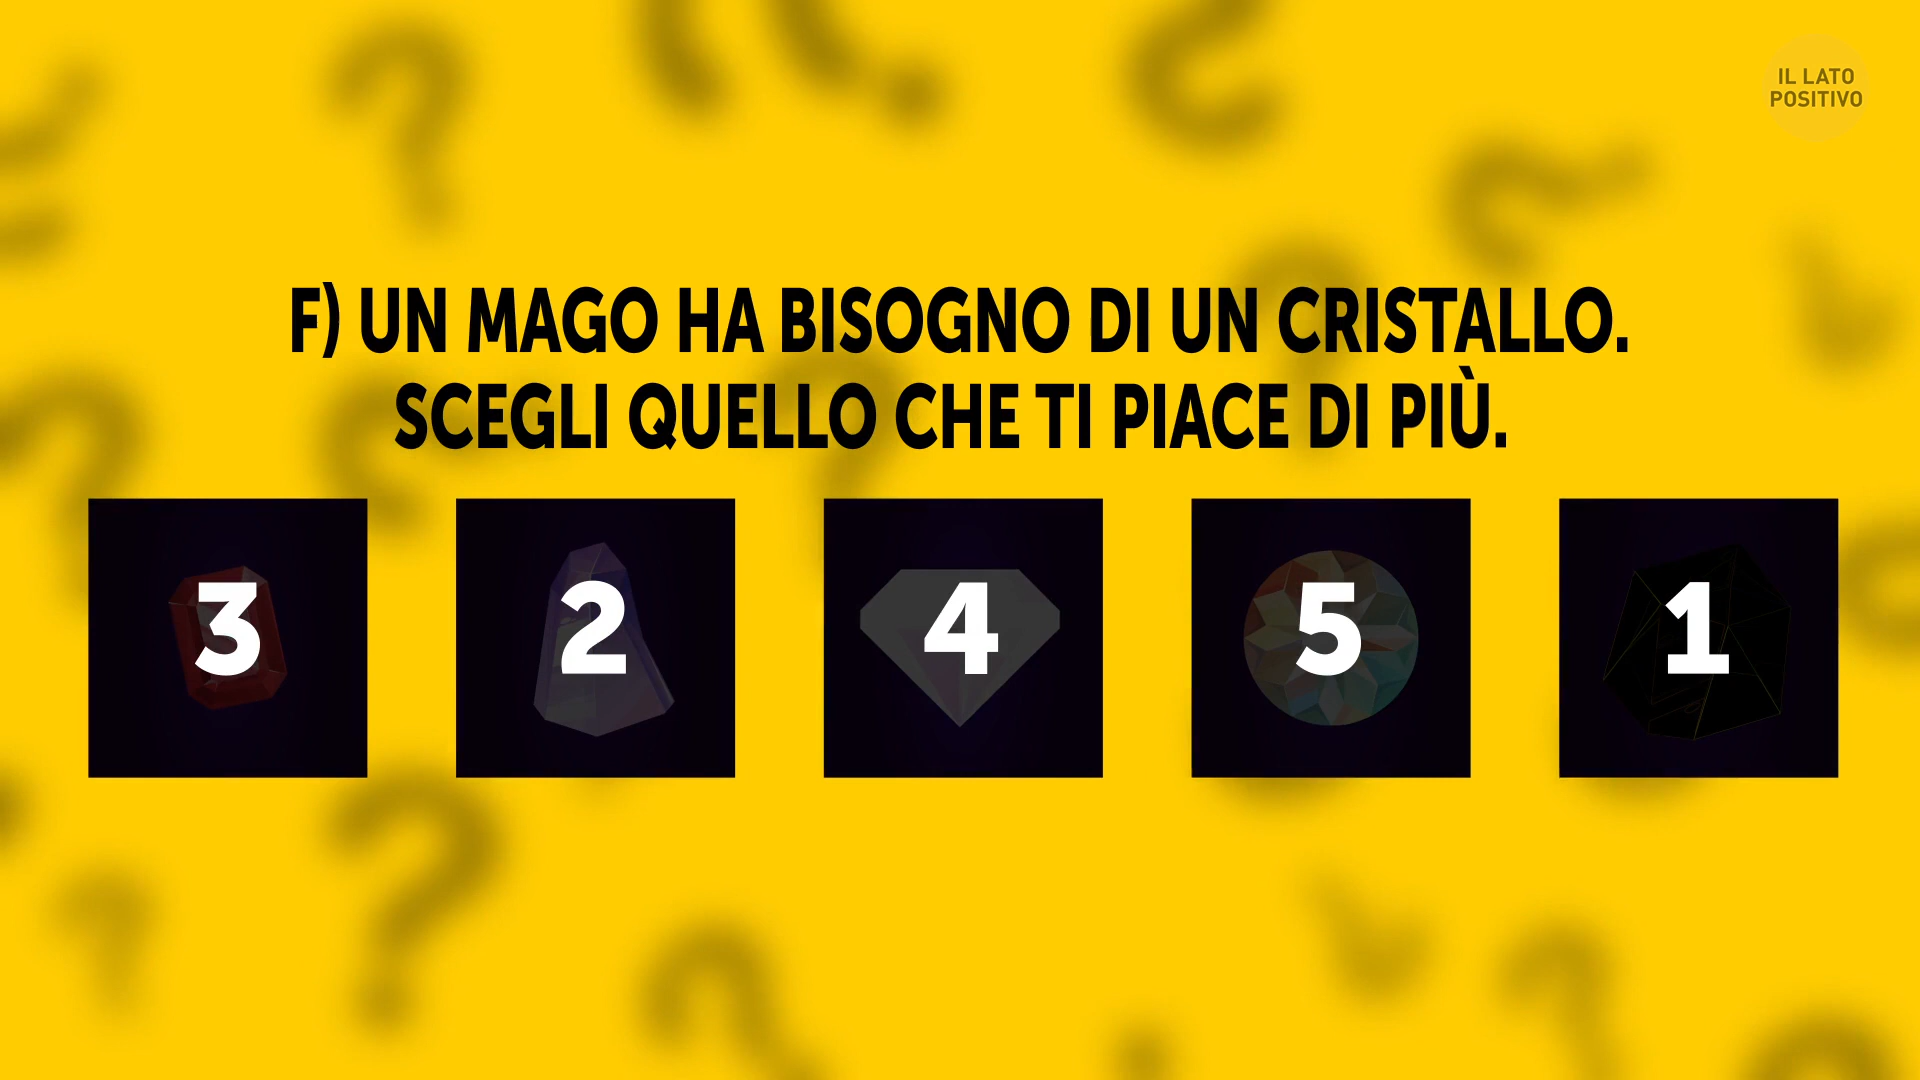 IL LATO
POSITIVO
F) UN MAGO HA BISOGNO DI UN CRISTALLO.
SCEGLI QUELLO CHE TI PIACE DI PIÙ.
3 2 4 5 1